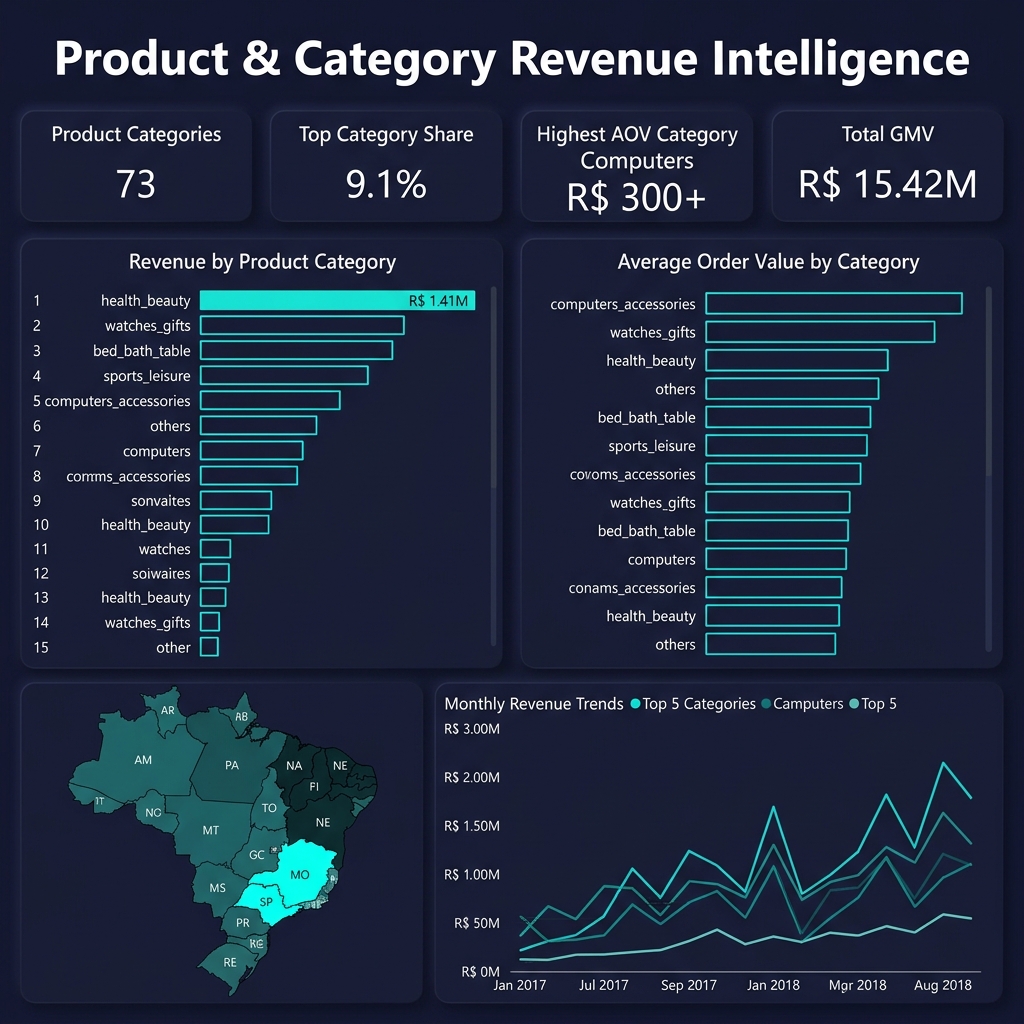 Product & Category Revenue Intelligence
Product Categories
73
Top Category Share
9.1%
Highest AOV Category
Computers
R$ 300+
Total GMV
R$ 15.42M
Revenue by Product Category
1 health_beauty R$ 1.41M
2 watches_gifts
3 bed_bath_table
4 sports_leisure
5 computers_accessories
6 others
7 computers
8 comms_accessories
9 sonvaites
10 health_beauty
11 watches
12 soiwaires
13 health_beauty
14 watches_gifts
15 other
Average Order Value by Category
computers_accessories
watches_gifts
health_beauty
others
bed_bath_table
sports_leisure
covoms_accessories
watches_gifts
bed_bath_table
computers
conams_accessories
health_beauty
others
AR
AB
AM
PA
NA
NE
FI
IT
NG
TO
NE
MT
GC
MO
MS
SP
PR
RE
Monthly Revenue Trends Top 5 Categories Camputers Top 5
R$ 3.00M
R$ 2.00M
R$ 1.50M
R$ 1.00M
R$ 50M
R$ 0M
Jan 2017 Jul 2017 Sep 2017 Jan 2018 Mgr 2018 Aug 2018